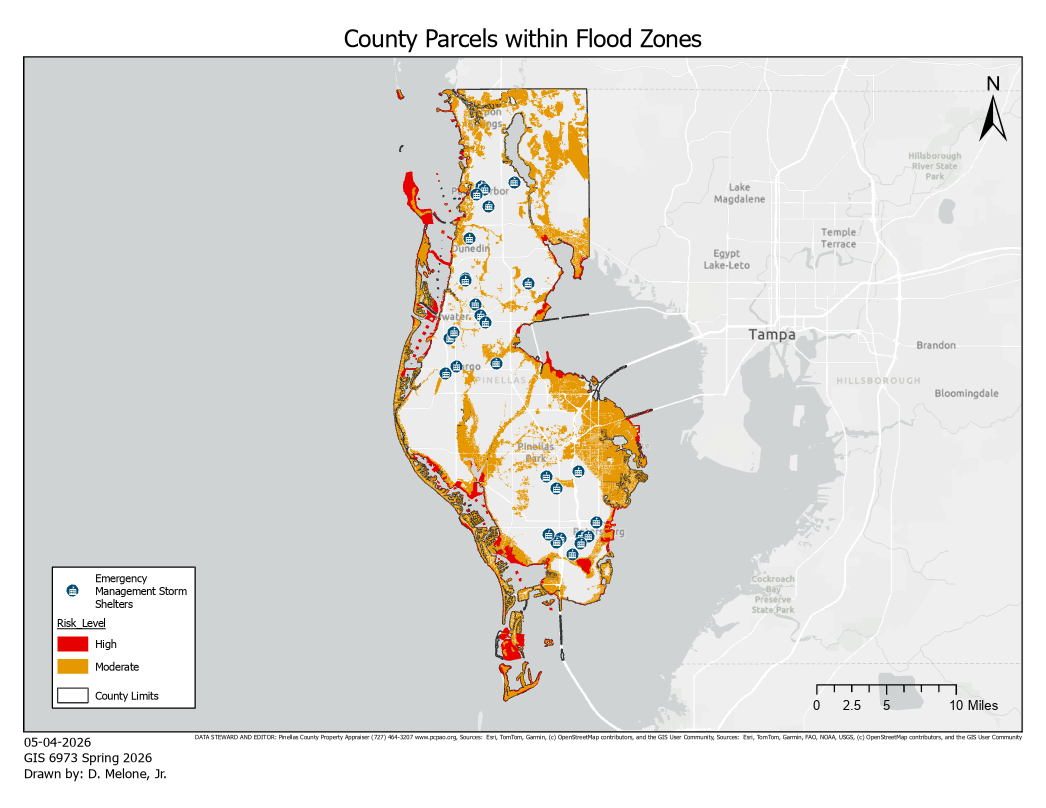 County Parcels within Flood Zones
N
Hillsborough
River State
Park
Lake
Magdalene
Temple
Terrace
Egypt
Lake-Leto
Dunedin
Tampa
Brandon
PINELLAS
HILLSBOROUGH
Bloomingdale
Pinellas
Park
Cockroach
Bay
Preserve
State Park
Emergency
Management Storm
Shelters
Risk Level
High
Moderate
County Limits
0 2.5 5 10 Miles
DATA STEWARD AND EDITOR: Pinellas County Property Appraiser (727) 464-3207 www.pcpao.org, Sources: Esri, TomTom, Garmin, (c) OpenStreetMap contributors, and the GIS User Community, Sources: Esri, TomTom, Garmin, FAO, NOAA, USGS, (c) OpenStreetMap contributors, and the GIS User Community
05-04-2026
GIS 6973 Spring 2026
Drawn by: D. Melone, Jr.